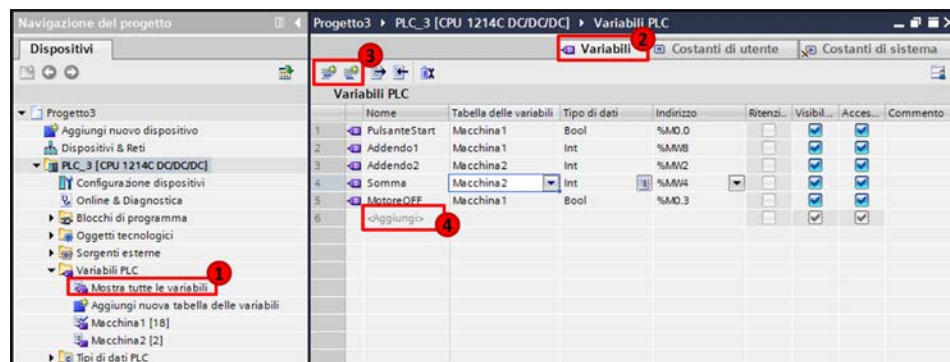 Navigazione del progetto
Dispositivi
Progetto3
Aggiungi nuovo dispositivo
Dispositivi & Reti
PLC_3 [CPU 1214C DC/DC/DC]
Configurazione dispositivi
Online & Diagnostica
Blocchi di programma
Oggetti tecnologici
Sorgenti esterne
Variabili PLC
1
Mostra tutte le variabili
Aggiungi nuova tabella delle variabili
Macchina1 [18]
Macchina2 [2]
Tipi di dati PLC
Progetto3 PLC_3 [CPU 1214C DC/DC/DC] Variabili PLC
2
Variabili Costanti di utente Costanti di sistema
3
Variabili PLC
Nome Tabella delle variabili Tipo di dati Indirizzo Ritenzi... Visibil... Acces... Commento
1 PulsanteStart Macchina1 Bool %M0.0
2 Addendo1 Macchina1 Int %MW8
3 Addendo2 Macchina2 Int %MW2
4 Somma Macchina2 Int %MW4
5 MotoreOFF Macchina1 Bool %M0.3
6 <Aggiungi>
4